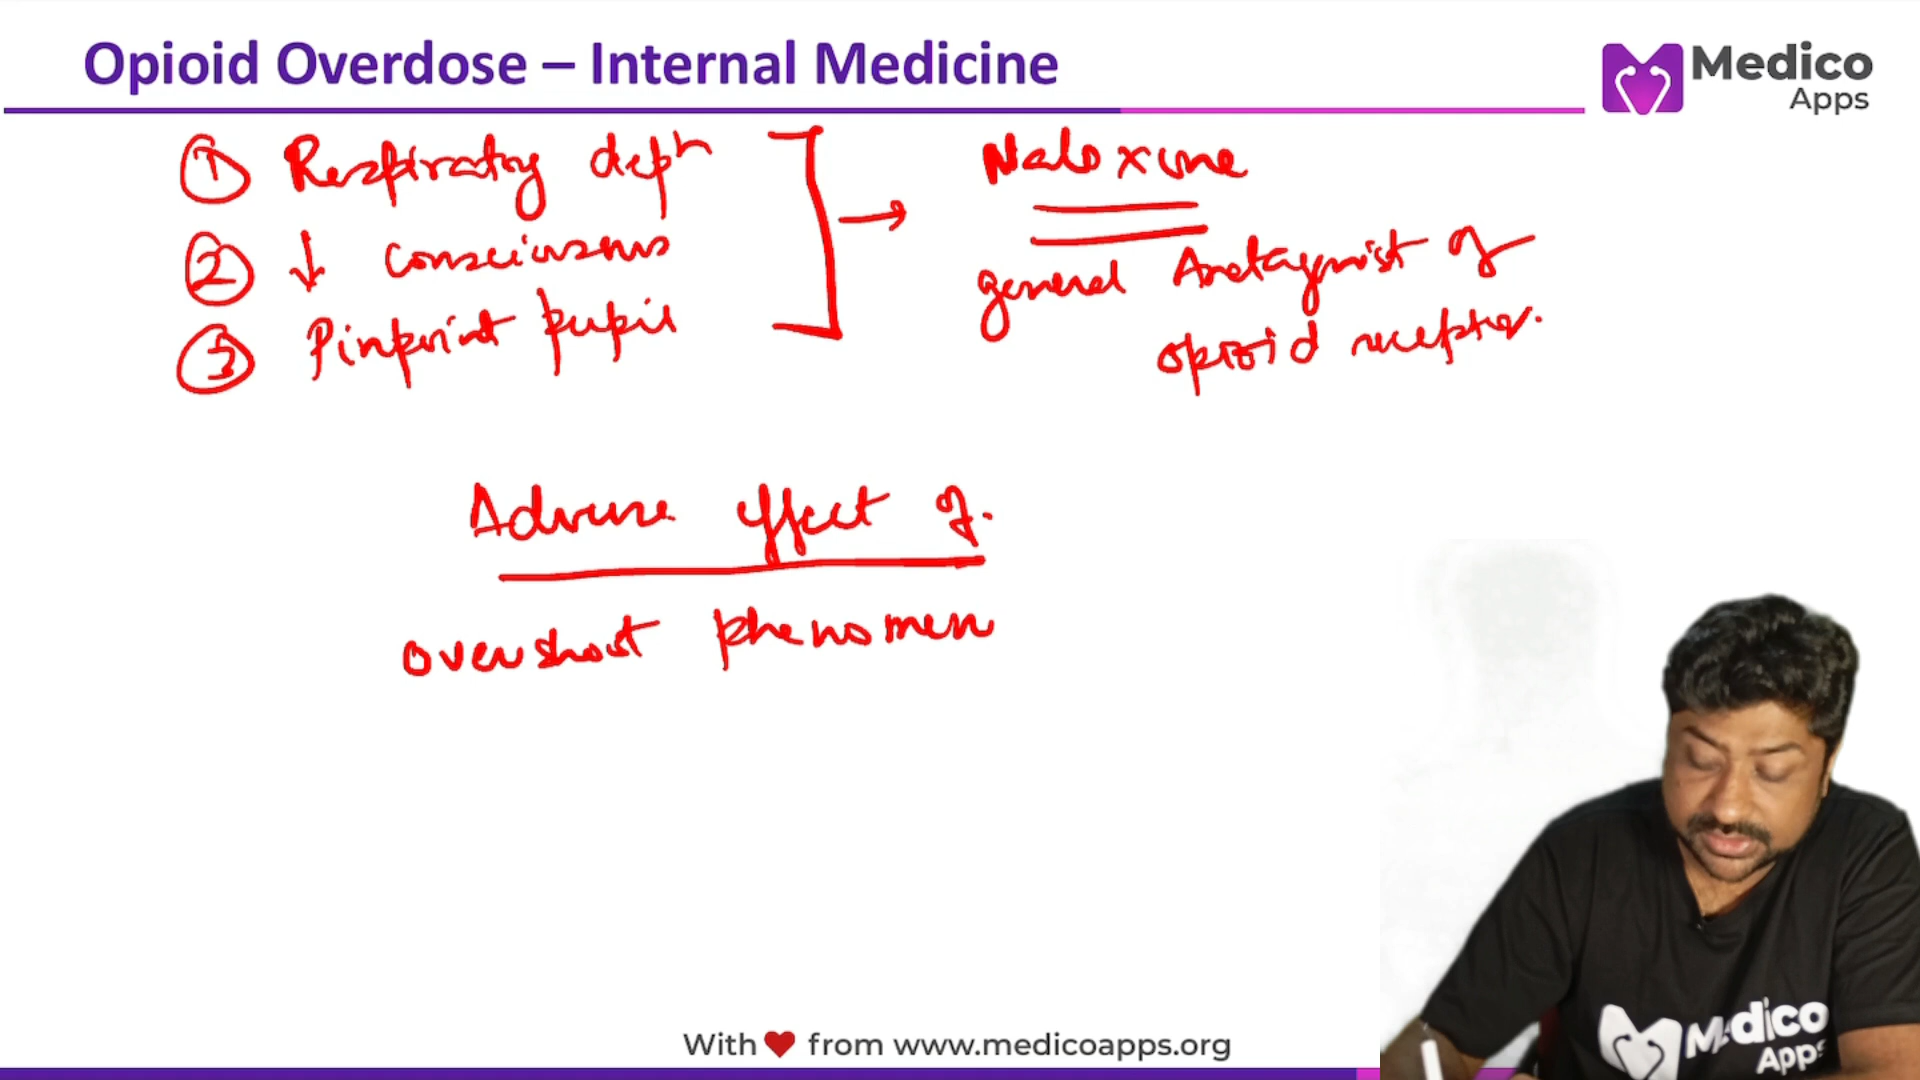 Opioid Overdose – Internal Medicine
Medico
Apps
① Respiratory depn
② ↓ consciousness
③ Pinpoint pupil
→ Naloxone
general Antagonist of
opioid receptor.
Adverse effect of.
overshoot phenomen
Medico
Apps
With ❤ from www.medicoapps.org